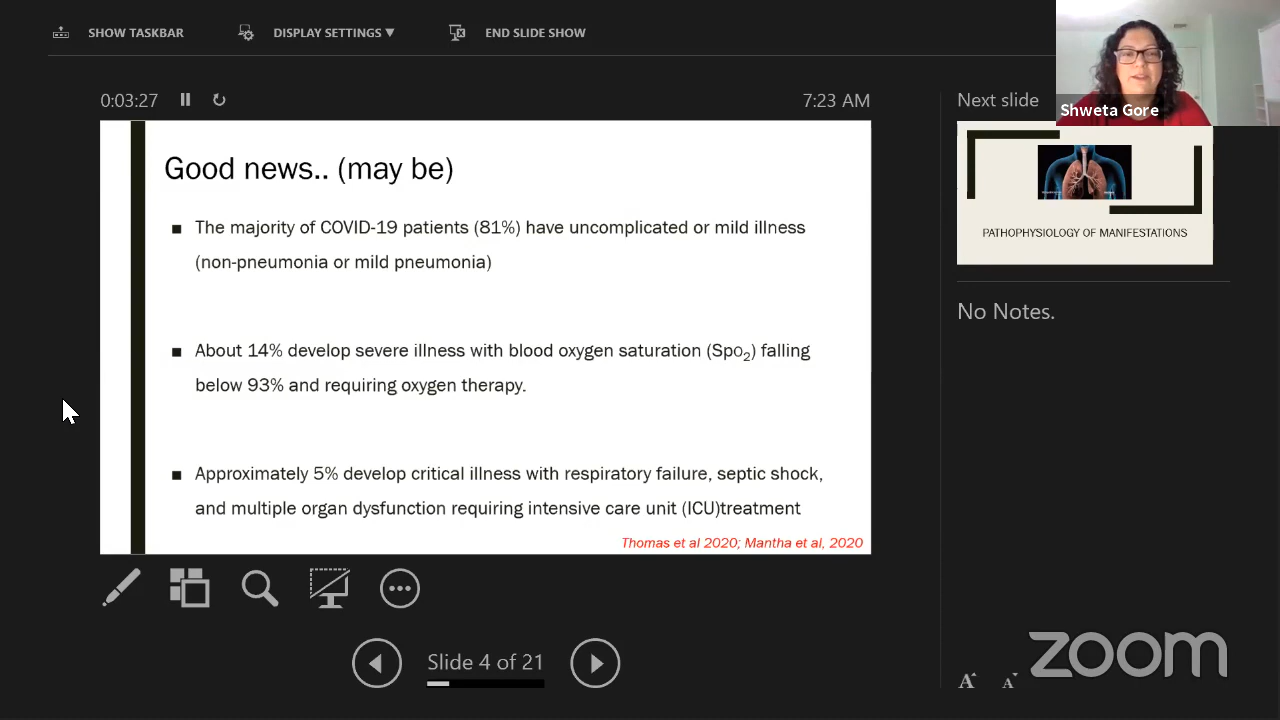 SHOW TASKBAR
DISPLAY SETTINGS ▼
END SLIDE SHOW
0:03:27
7:23 AM
Next slide
Shweta Gore
Good news.. (may be)
■ The majority of COVID-19 patients (81%) have uncomplicated or mild illness
(non-pneumonia or mild pneumonia)
■ About 14% develop severe illness with blood oxygen saturation (SpO₂) falling
below 93% and requiring oxygen therapy.
■ Approximately 5% develop critical illness with respiratory failure, septic shock,
and multiple organ dysfunction requiring intensive care unit (ICU)treatment
Thomas et al 2020; Mantha et al, 2020
PATHOPHYSIOLOGY OF MANIFESTATIONS
No Notes.
Slide 4 of 21
A A
zoom